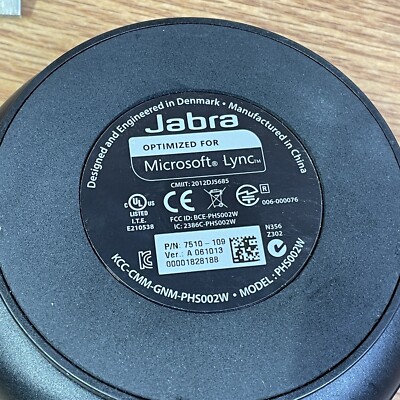 Designed and Engineered in Denmark • Manufactured in China
Jabra
OPTIMIZED FOR
Microsoft® Lync™
CMIIT: 2012DJ5685
CE
R
006-000076
c UL us
LISTED
I.T.E.
E210538
FCC ID: BCE-PHS002W
IC: 2386C-PHS002W
N356
Z302
P/N: 7510 - 109
Ver.: A 061013
00001828188
KCC-CMM-GNM-PHS002W • MODEL: PHS002W